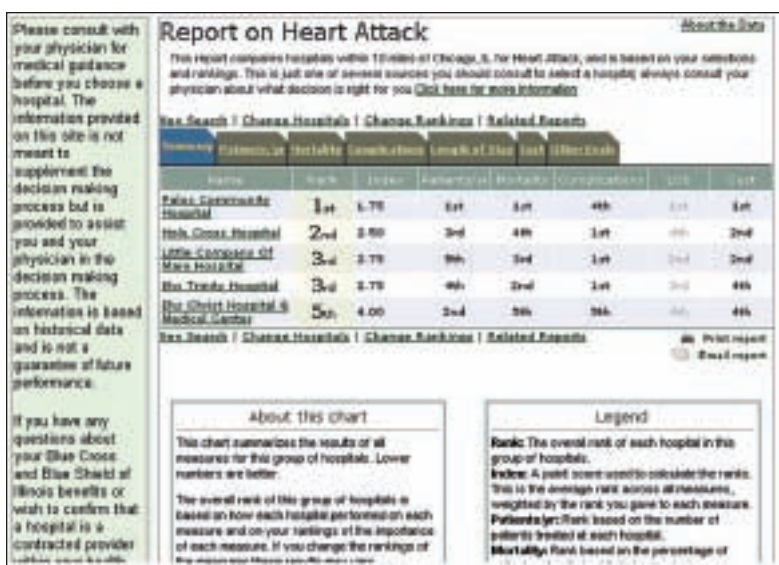 Please consult with
your physician for
medical guidance
before you choose a
hospital. The
information provided
on this site is not
meant to
supplement the
decision making
process but is
provided to assist
you and your
physician in the
decision making
process. The
information is based
on historical data
and is not a
guarantee of future
performance.
If you have any
questions about
your Blue Cross
and Blue Shield of
Illinois benefits or
wish to confirm that
a hospital is a
contracted provider
within your health
Report on Heart Attack
About the Data
This report compares hospitals within 10 miles of Chicago, IL for Heart Attack, and is based on your selections
and rankings. This is just one of several sources you should consult to select a hospital; always consult your
physician about what decision is right for you Click here for more information
New Search | Change Hospitals | Change Rankings | Related Reports
Summary Patients/yr Mortality Complications Length of Stay Cost
Name Rank Index Patients/yr Mortality Complications LOS Cost
Palos Community Hospital 1st 1.75 1st 1st 4th 1st
Holy Cross Hospital 2nd 2.50 3rd 4th 1st 2nd
Little Company Of Mary Hospital 3rd 2.75 5th 3rd 1st 2nd
Trinity Hospital 3rd 2.75 4th 2nd 1st 4th
Christ Hospital & Medical Center 5th 4.00 2nd 5th 5th 4th
New Search | Change Hospitals | Change Rankings | Related Reports
Print report
Email report
About this chart
This chart summarizes the results of all
measures for this group of hospitals. Lower
numbers are better.
The overall rank of this group of hospitals is
based on how each hospital performed on each
measure and on your rankings of the importance
of each measure. If you change the rankings of
the measures these results may vary.
Legend
Rank: The overall rank of each hospital in this
group of hospitals.
Index: A point score used to calculate the ranks.
This is the average rank across all measures,
weighted by the rank you gave to each measure.
Patients/yr: Rank based on the number of
patients treated at each hospital.
Mortality: Rank based on the percentage of